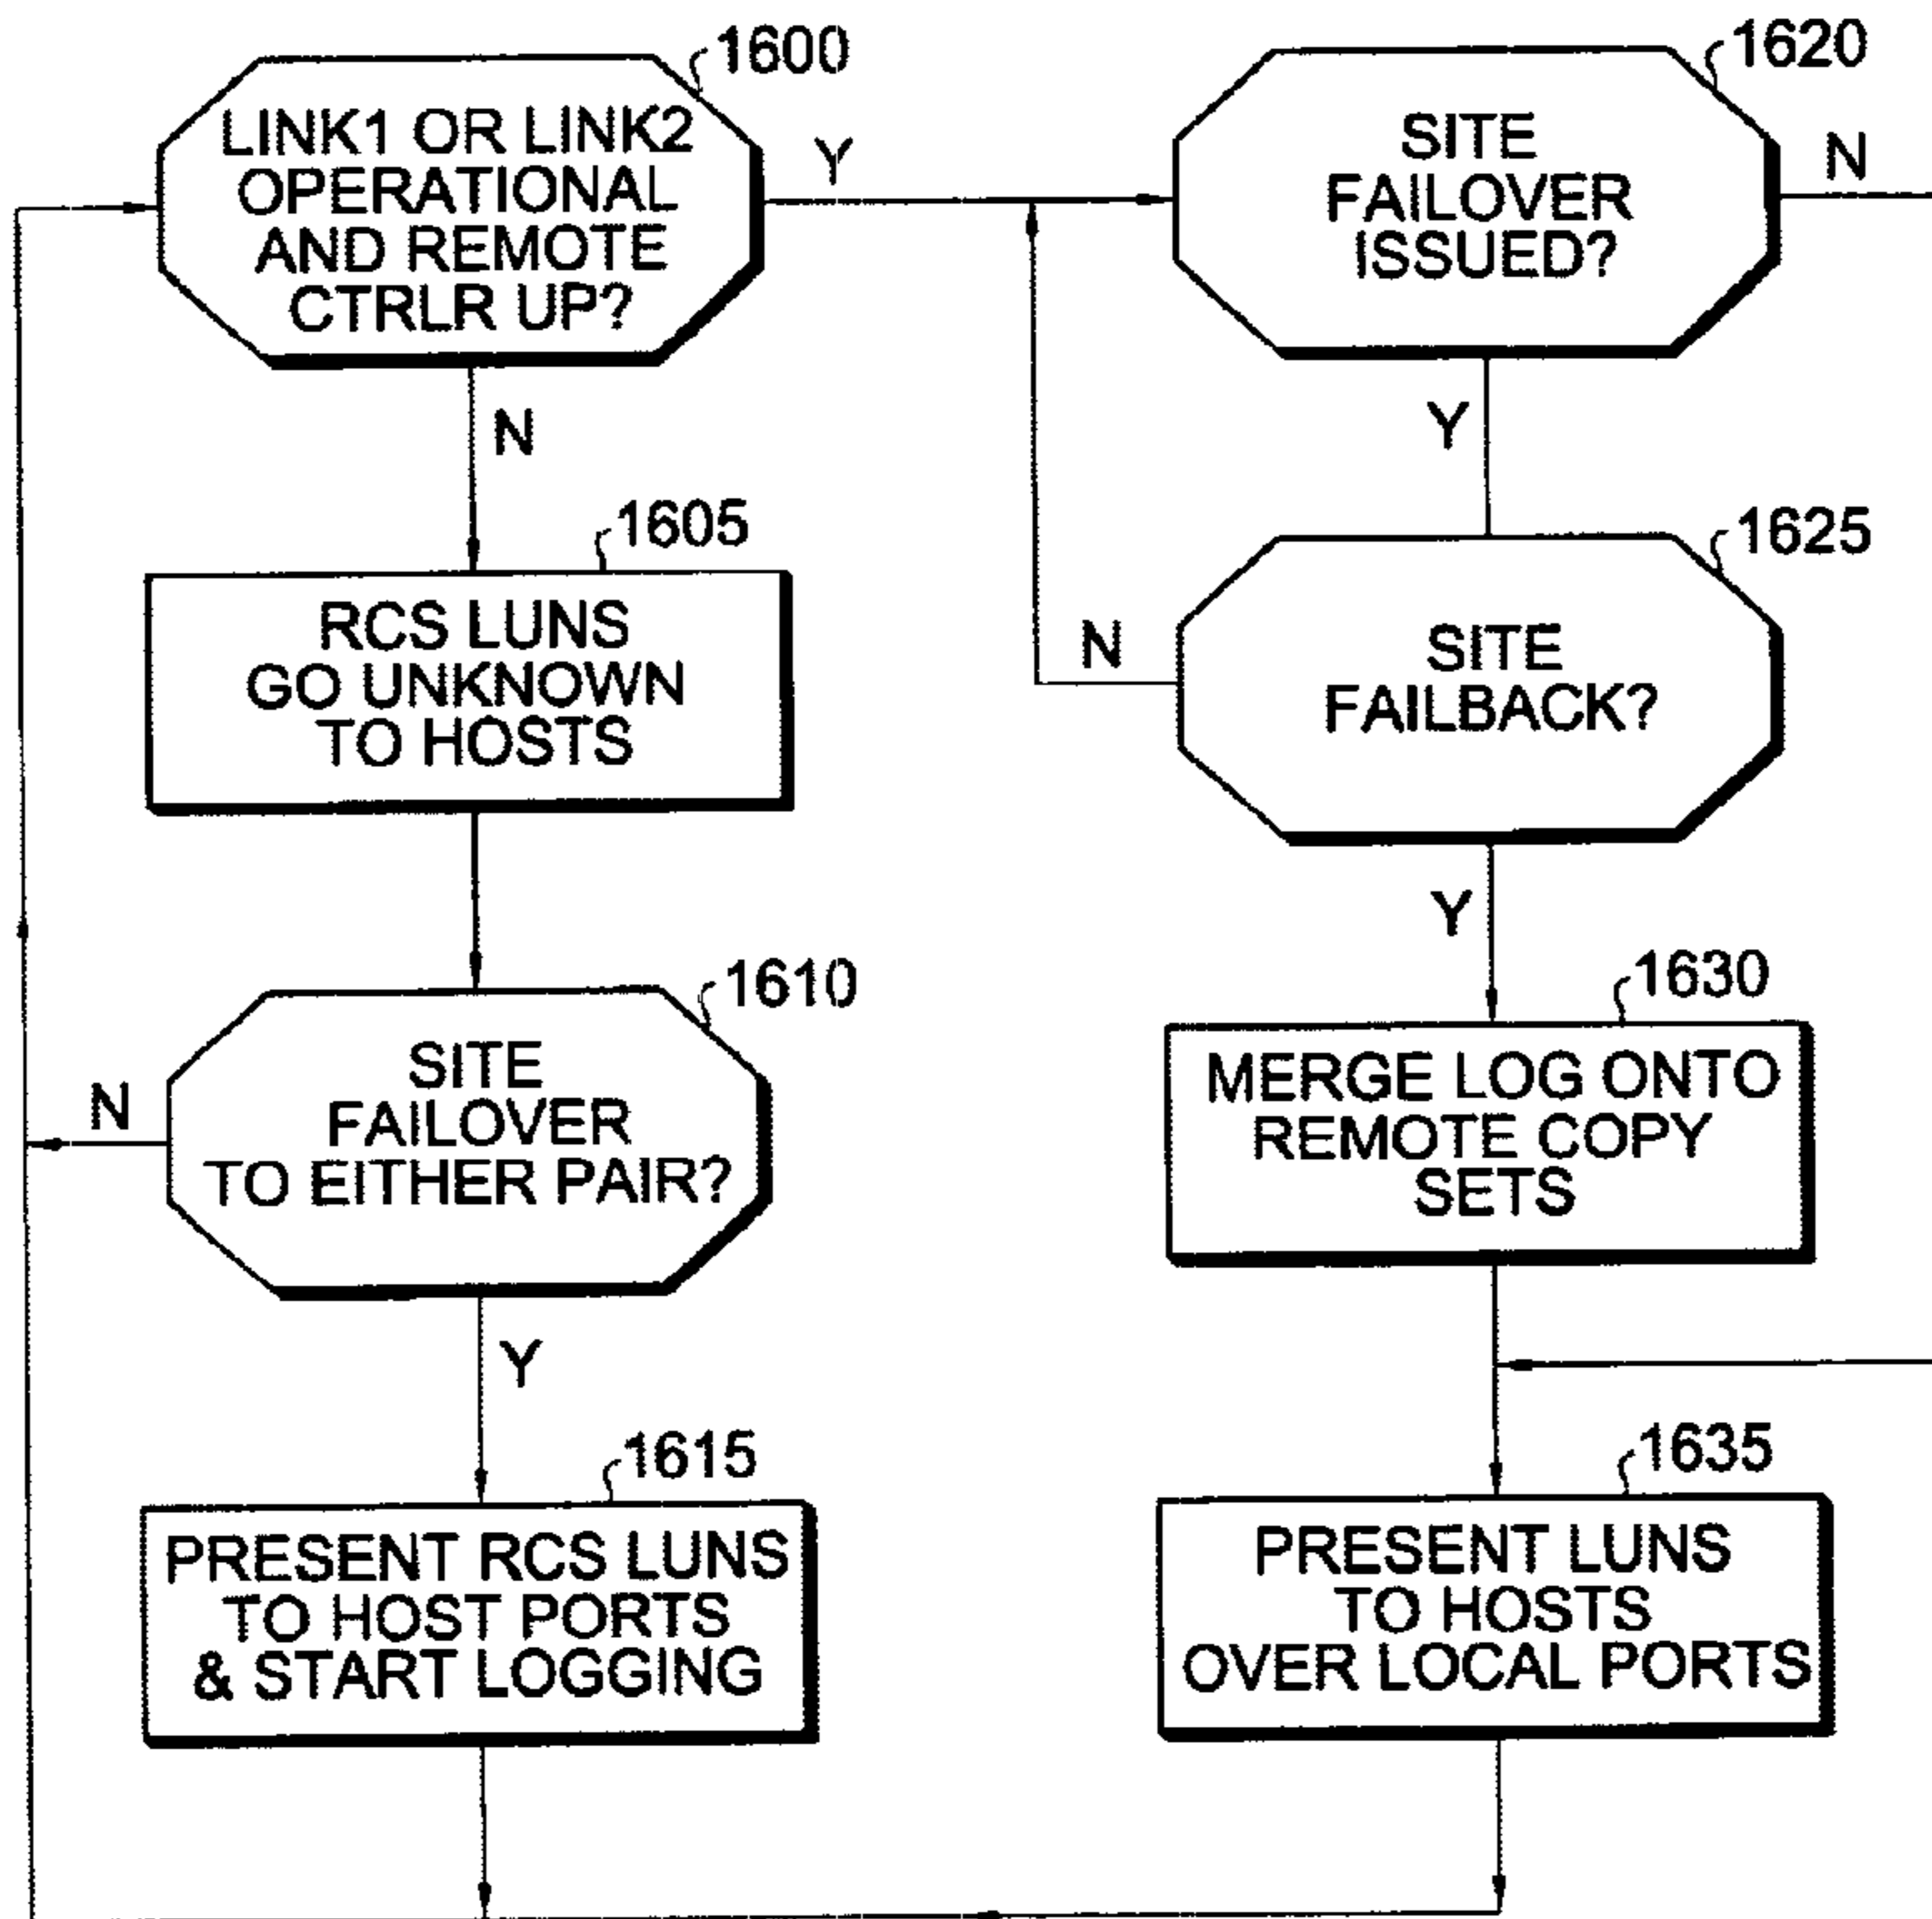 1600
LINK1 OR LINK2
OPERATIONAL
AND REMOTE
CTRLR UP?
Y
N
1605
RCS LUNS
GO UNKNOWN
TO HOSTS
1610
SITE
FAILOVER
TO EITHER PAIR?
N
Y
1615
PRESENT RCS LUNS
TO HOST PORTS
& START LOGGING
1620
SITE
FAILOVER
ISSUED?
N
Y
1625
SITE
FAILBACK?
N
Y
1630
MERGE LOG ONTO
REMOTE COPY
SETS
1635
PRESENT LUNS
TO HOSTS
OVER LOCAL PORTS